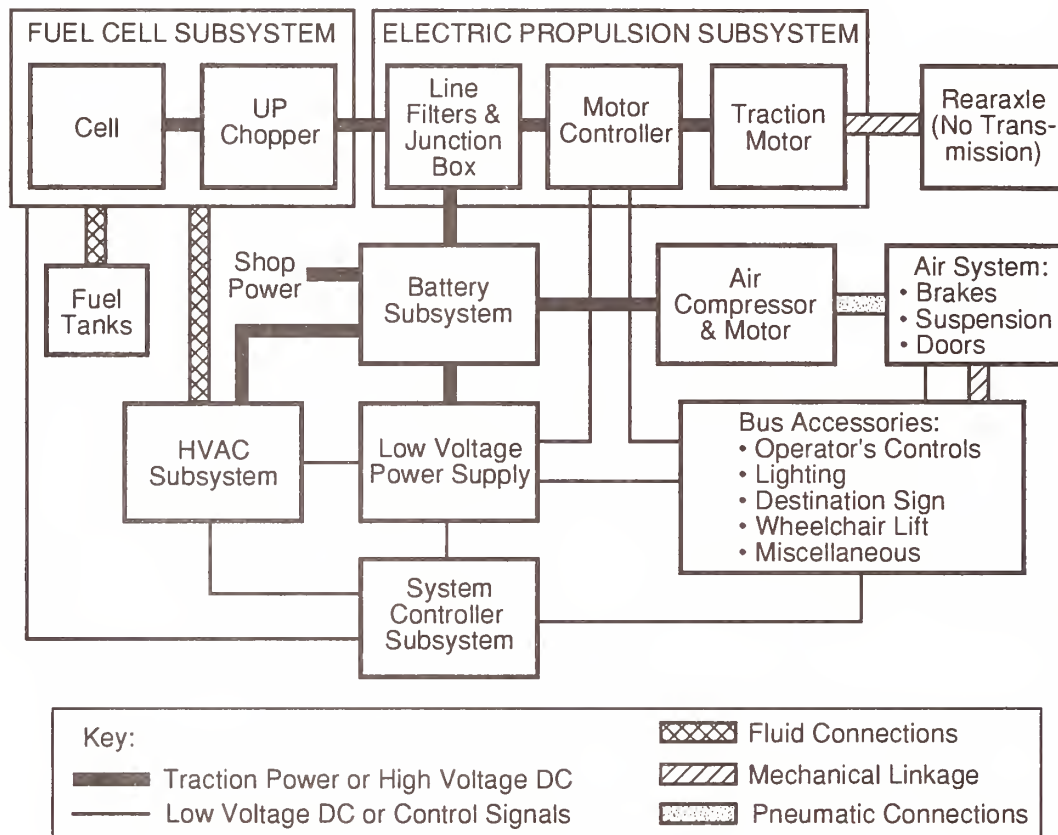 FUEL CELL SUBSYSTEM
ELECTRIC PROPULSION SUBSYSTEM
Cell
UP
Chopper
Line
Filters &
Junction
Box
Motor
Controller
Traction
Motor
Rearaxle
(No Trans-
mission)
Fuel
Tanks
Shop
Power
Battery
Subsystem
Air
Compressor
& Motor
Air System:
• Brakes
• Suspension
• Doors
HVAC
Subsystem
Low Voltage
Power Supply
Bus Accessories:
• Operator's Controls
• Lighting
• Destination Sign
• Wheelchair Lift
• Miscellaneous
System
Controller
Subsystem
Key:
Traction Power or High Voltage DC
Low Voltage DC or Control Signals
Fluid Connections
Mechanical Linkage
Pneumatic Connections